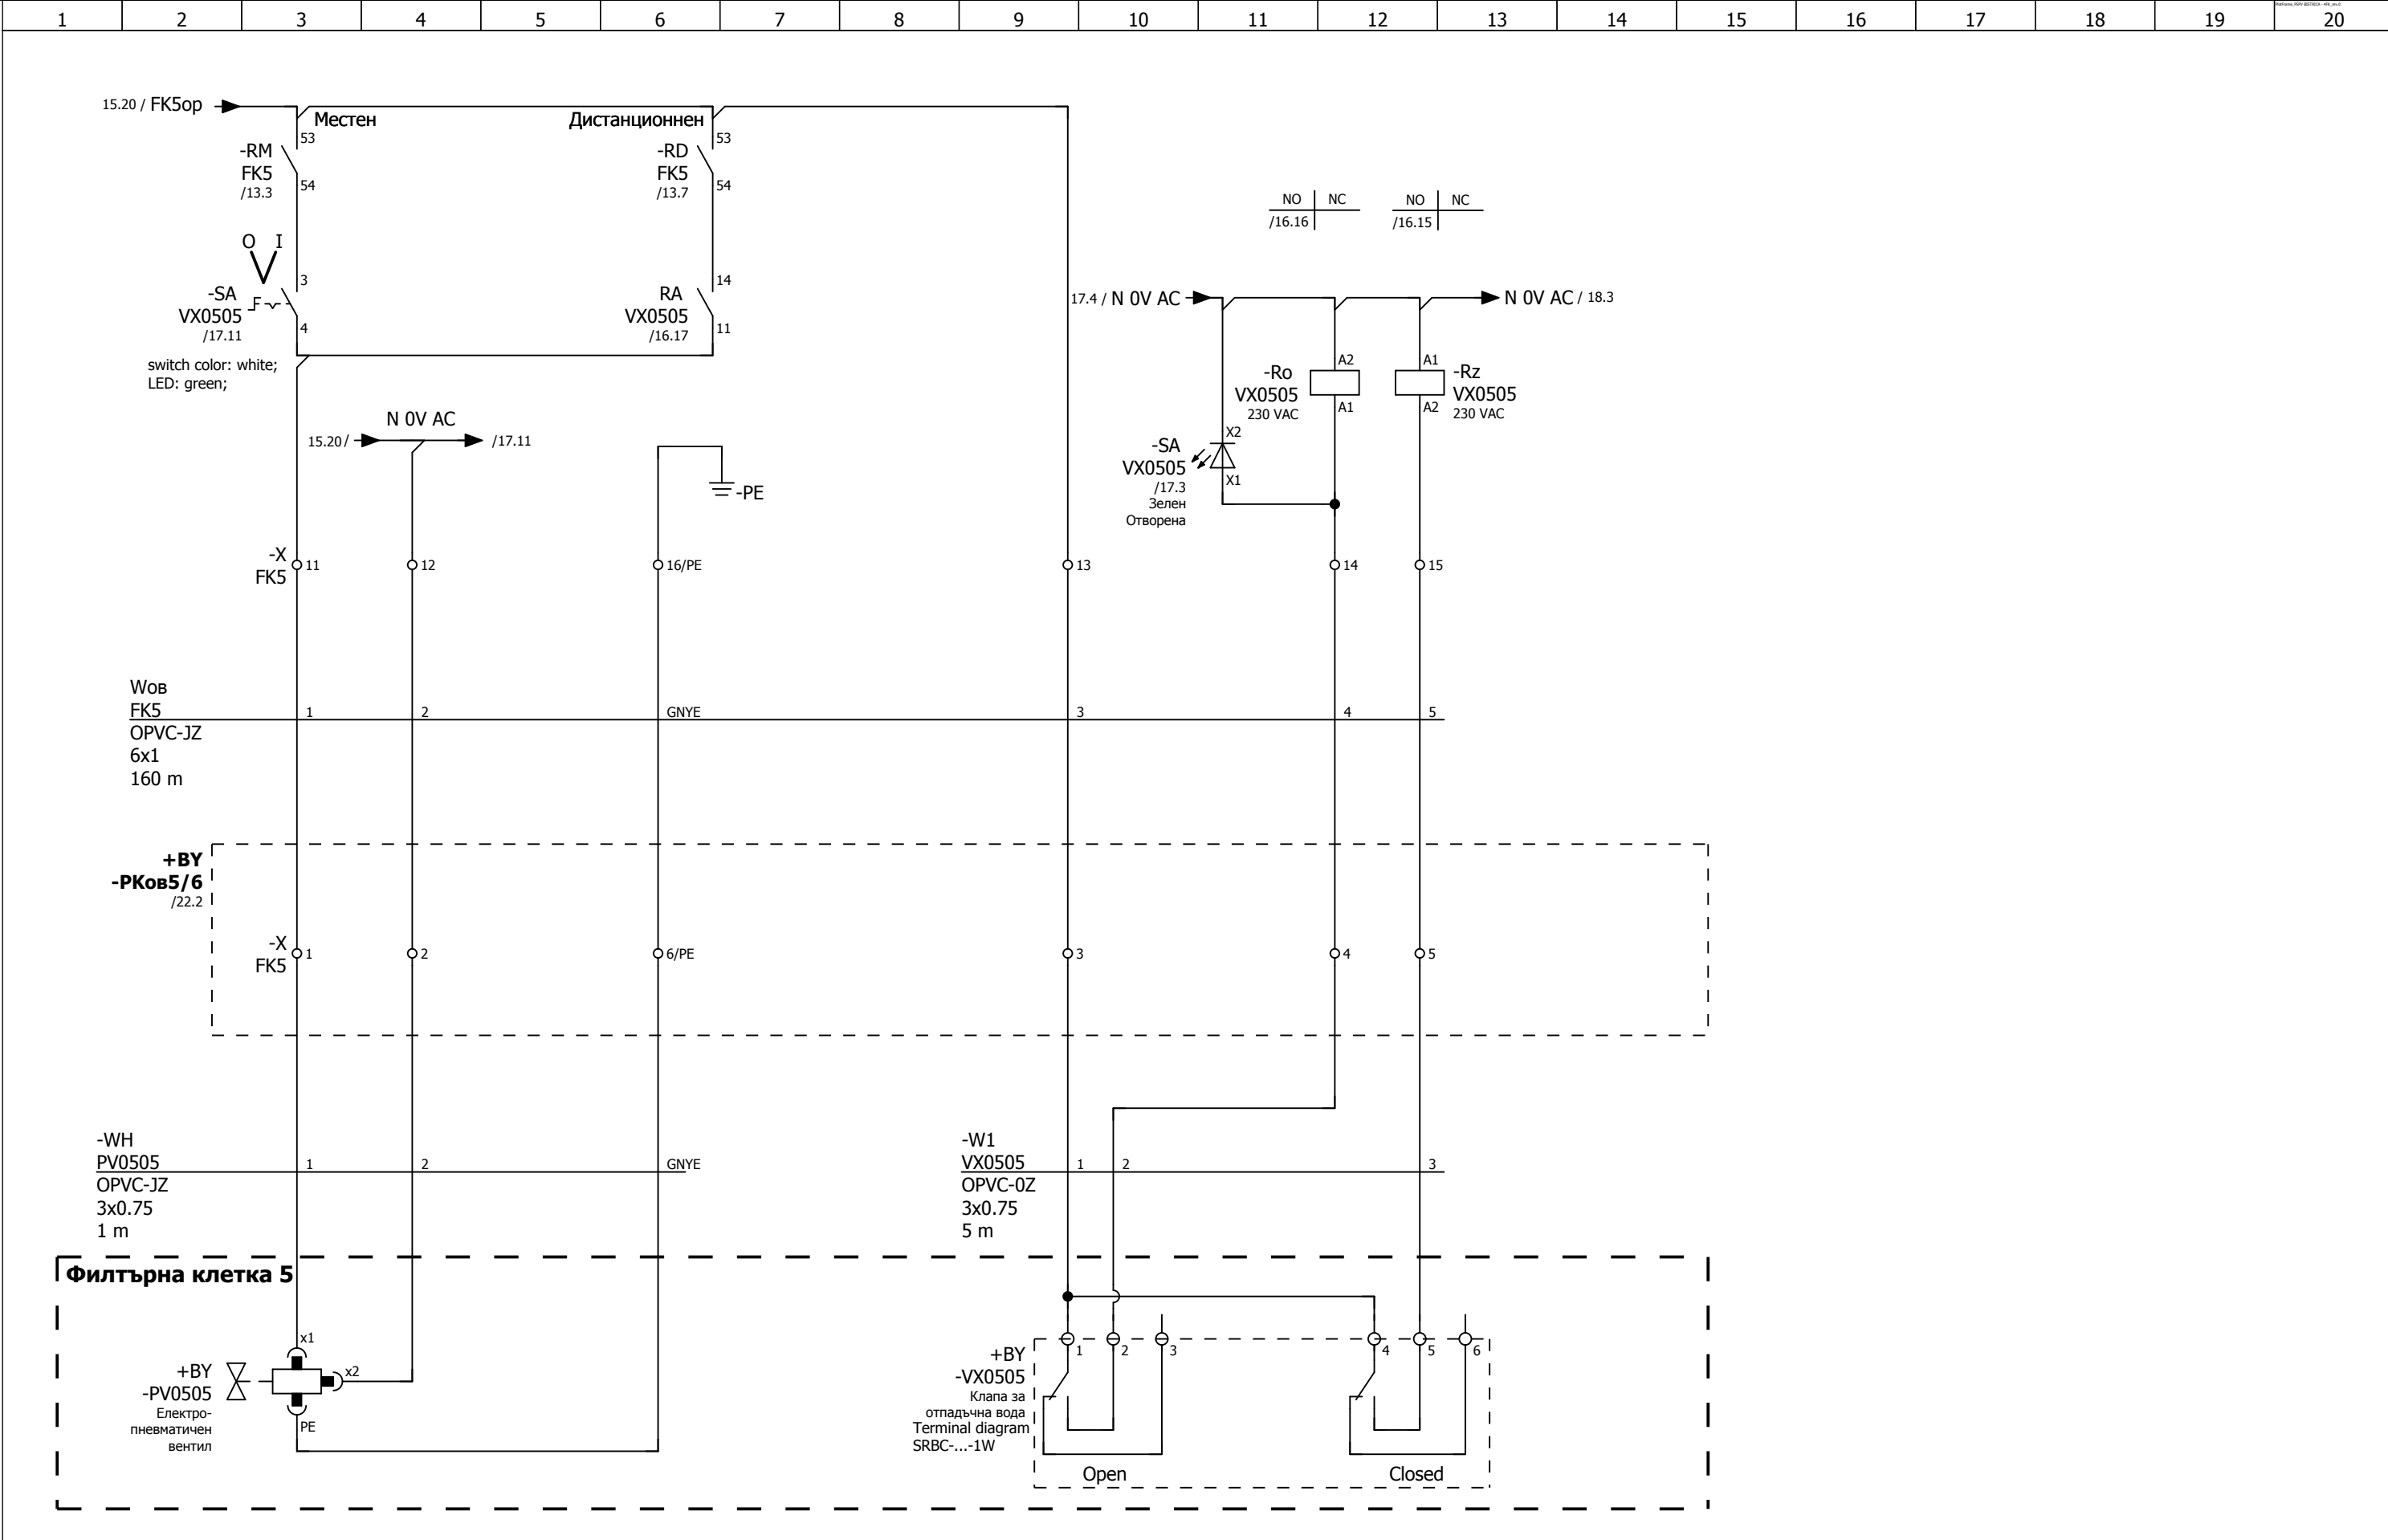 1 2 3 4 5 6 7 8 9 10 11 12 13 14 15 16 17 18 19 20
15.20 / FK5op
Местен
Дистанционнен
53
-RM
FK5
/13.3
54
53
-RD
FK5
/13.7
54
NO NC
/16.16
NO NC
/16.15
O I
3
-SA
VX0505
/17.11
4
switch color: white;
LED: green;
14
RA
VX0505
/16.17
11
17.4 / N 0V AC
N 0V AC / 18.3
A2
-Ro
VX0505
230 VAC
A1
A1
-Rz
VX0505
230 VAC
A2
N 0V AC
15.20/
/17.11
-PE
X2
-SA
VX0505
/17.3
Зелен
Отворена
X1
-X
FK5
11 12 16/PE 13 14 15
Wов
FK5
OPVC-JZ
6x1
160 m
1 2 GNYE 3 4 5
+BY
-РКов5/6
/22.2
-X
FK5
1 2 6/PE 3 4 5
-WH
PV0505
OPVC-JZ
3x0.75
1 m
1 2 GNYE
-W1
VX0505
OPVC-0Z
3x0.75
5 m
1 2 3
Филтърна клетка 5
x1
x2
PE
+BY
-PV0505
Електро-
пневматичен
вентил
+BY
-VX0505
Клапа за
отпадъчна вода
Terminal diagram
SRBC-...-1W
1 2 3 4 5 6
Open
Closed